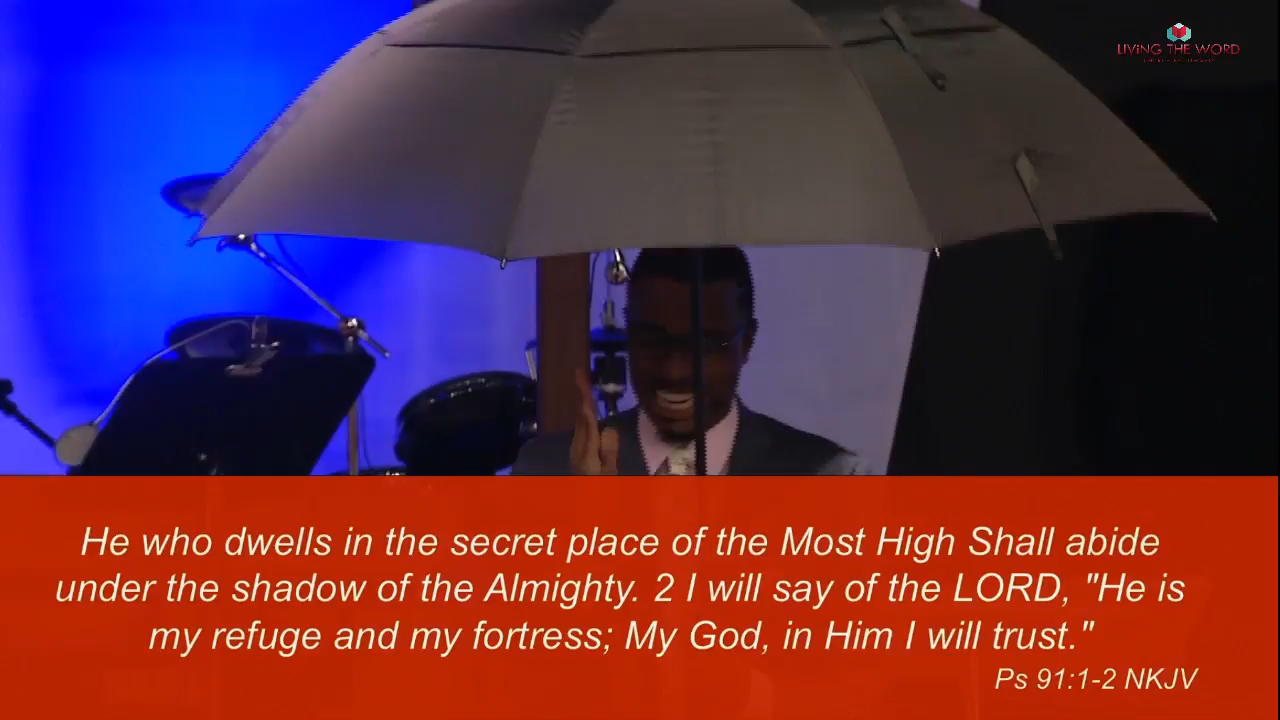 LIVING THE WORD
He who dwells in the secret place of the Most High Shall abide
under the shadow of the Almighty. 2 I will say of the LORD, "He is
my refuge and my fortress; My God, in Him I will trust."
Ps 91:1-2 NKJV